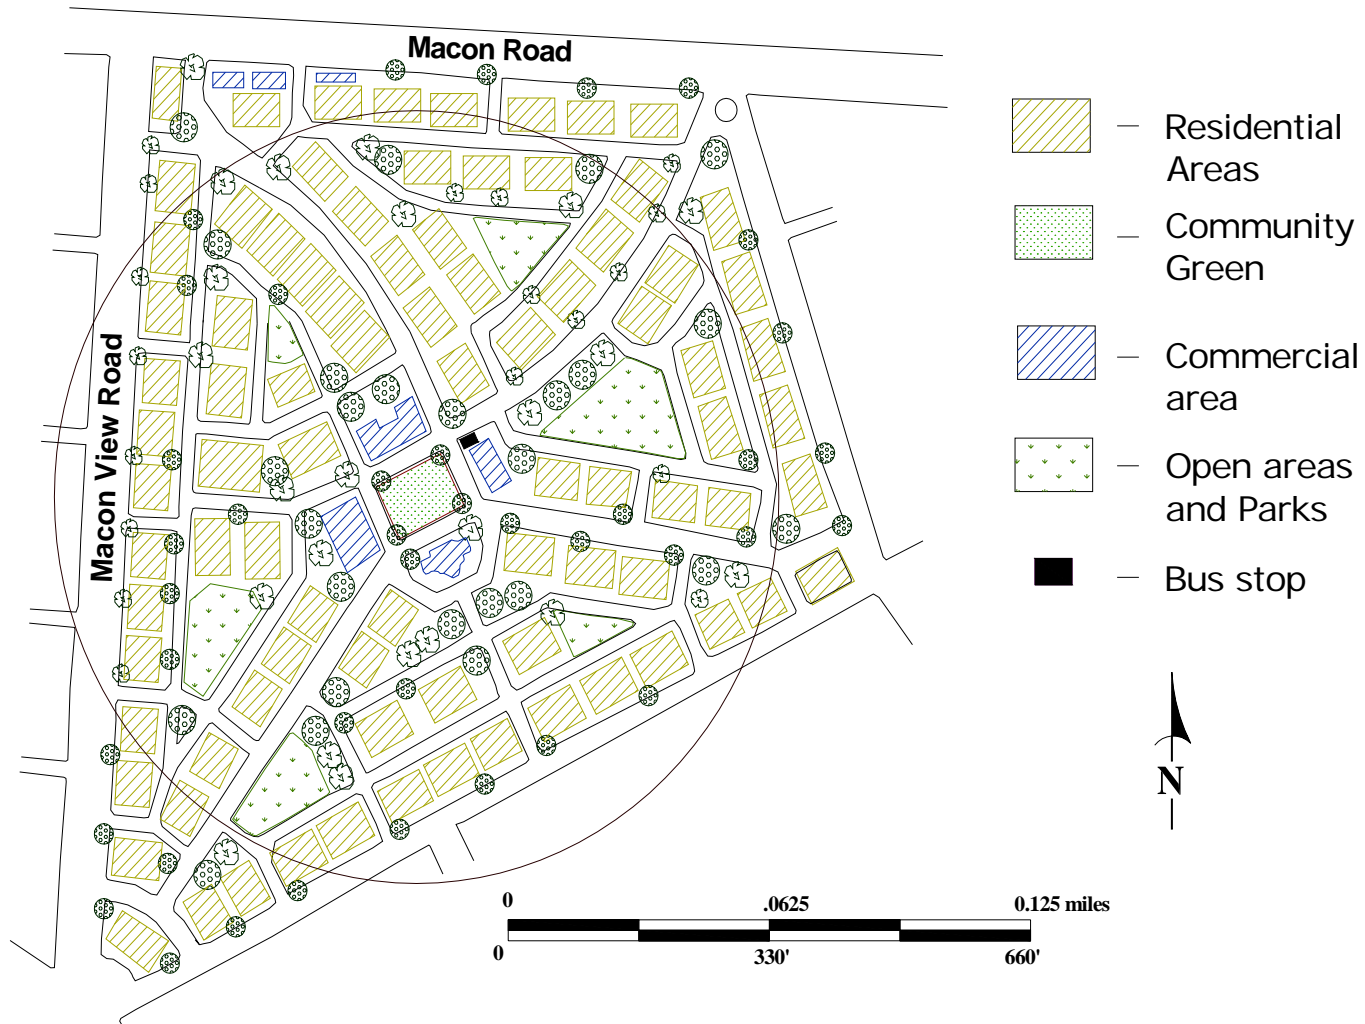 Macon Road
Macon View Road
Residential
Areas
Community
Green
Commercial
area
Open areas
and Parks
Bus stop
N
0 .0625 0.125 miles
0 330' 660'